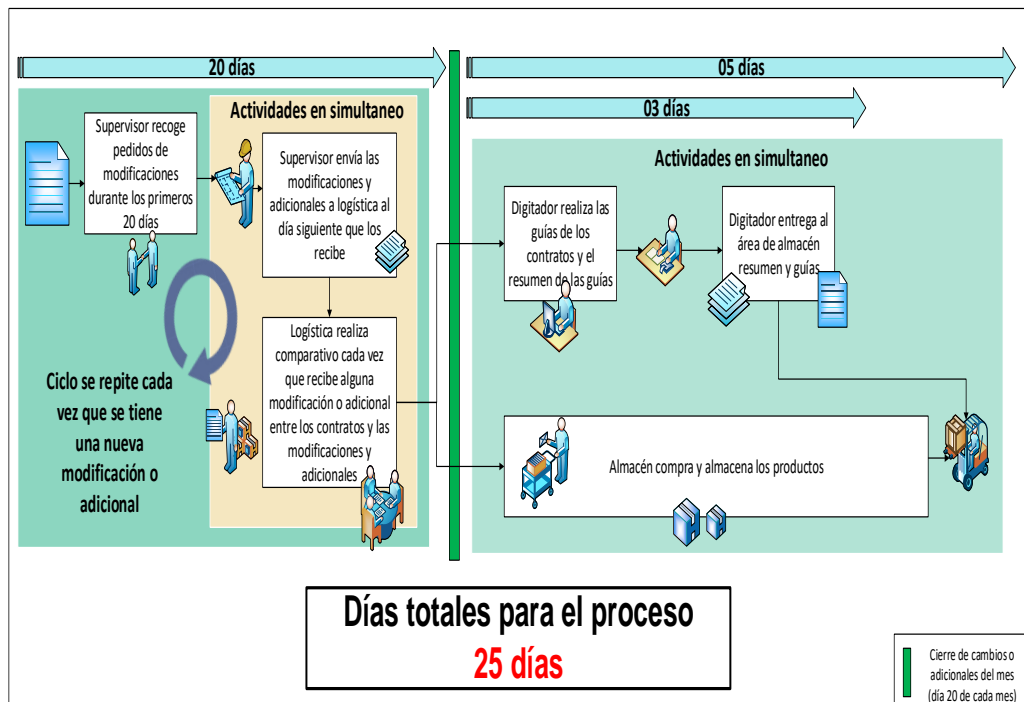 20 días
05 días
03 días
Actividades en simultaneo
Supervisor recoge
pedidos de
modificaciones
durante los primeros
20 días
Supervisor envía las
modificaciones y
adicionales a logística al
día siguiente que los
recibe
Logística realiza
comparativo cada vez
que recibe alguna
modificación o adicional
entre los contratos y las
modificaciones y
adicionales
Ciclo se repite cada
vez que se tiene
una nueva
modificación o
adicional
Actividades en simultaneo
Digitador realiza las
guías de los
contratos y el
resumen de las guías
Digitador entrega al
área de almacén
resumen y guías
Almacén compra y almacena los productos
Días totales para el proceso
25 días
Cierre de cambios o
adicionales del mes
(día 20 de cada mes)